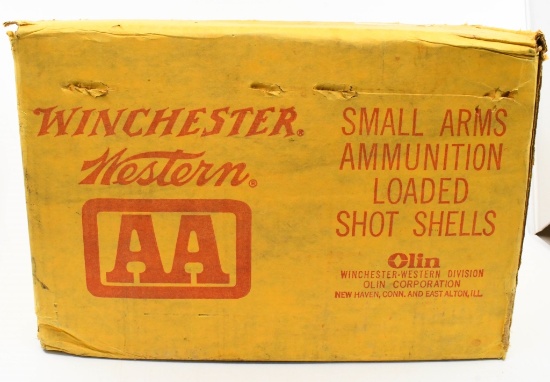 WINCHESTER®
Western®
AA
SMALL ARMS
AMMUNITION
LOADED
SHOT SHELLS
Olin
WINCHESTER-WESTERN DIVISION
OLIN CORPORATION
NEW HAVEN, CONN. AND EAST ALTON, ILL.